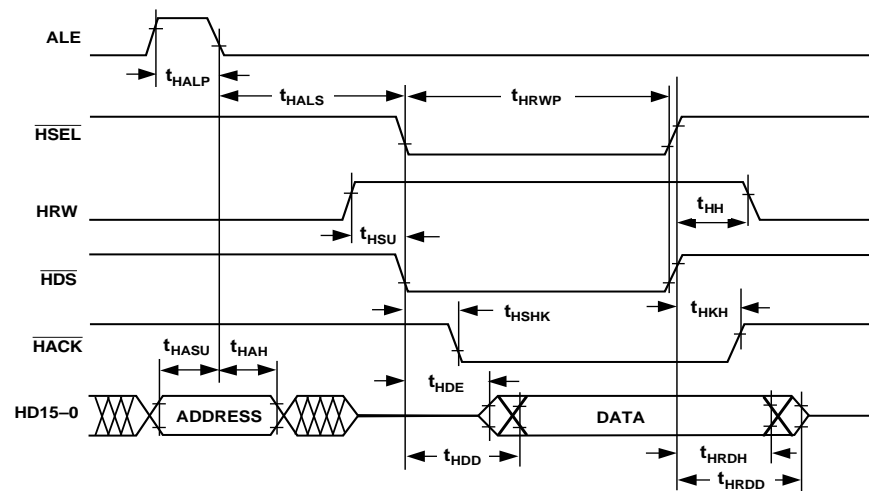 ALE
tHALP
tHALS
tHRWP
HSEL
HRW
tHH
tHSU
HDS
tHSHK
tHKH
HACK
tHASU
tHAH
tHDE
HD15–0
ADDRESS
DATA
tHDD
tHRDH
tHRDD